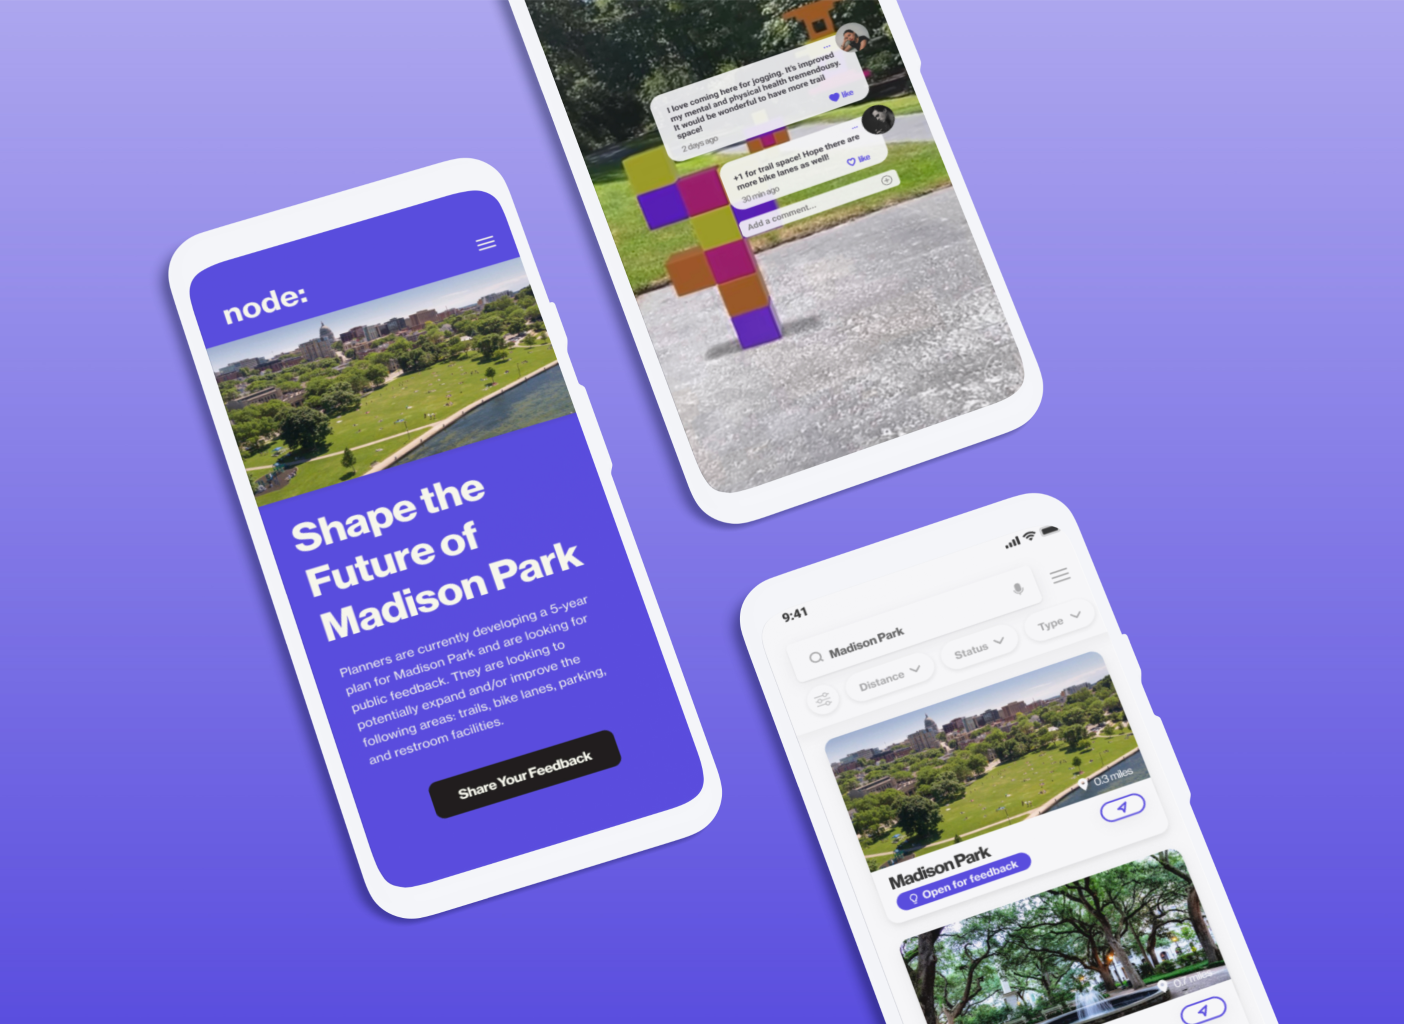 I love coming here for jogging. It's improved
my mental and physical health tremendousy.
It would be wonderful to have more trail
space!
2 days ago
like
+1 for trail space! Hope there are
more bike lanes as well!
30 min ago
like
Add a comment...
node:
Shape the
Future of
Madison Park
Planners are currently developing a 5-year
plan for Madison Park and are looking for
public feedback. They are looking to
potentially expand and/or improve the
following areas: trails, bike lanes, parking,
and restroom facilities.
Share Your Feedback
9:41
Madison Park
Distance
Status
Type
0.3 miles
Madison Park
Open for feedback
0.7 miles